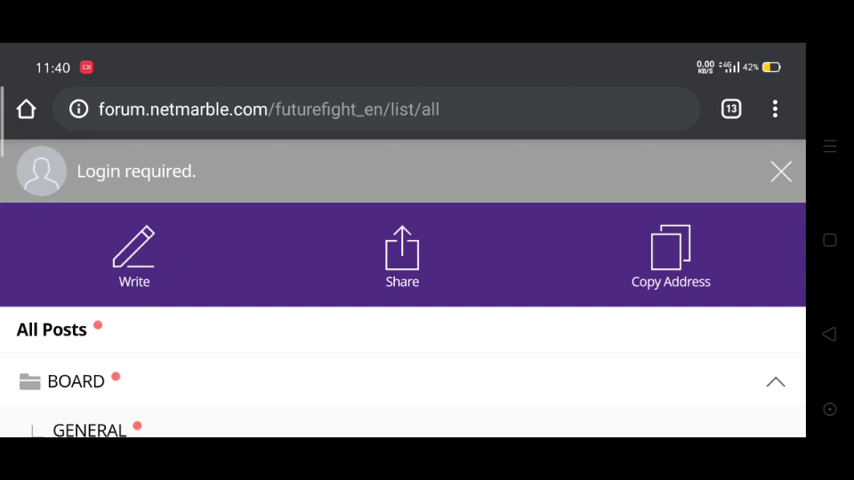 11:40
0.00 KB/S 4G 42%
forum.netmarble.com/futurefight_en/list/all
13
Login required.
Write
Share
Copy Address
All Posts
BOARD
GENERAL